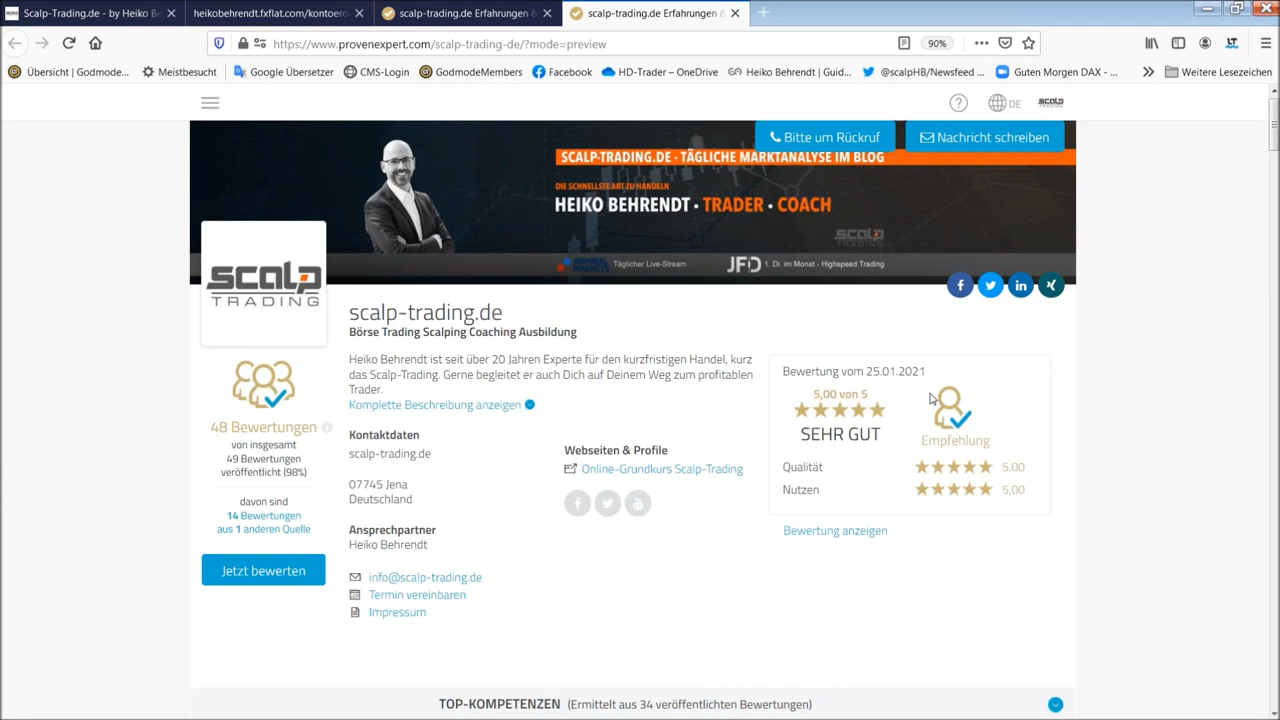 Scalp-Trading.de - by Heiko Be
heikobehrendt.fxflat.com/kontoero
scalp-trading.de Erfahrungen &
scalp-trading.de Erfahrungen &
https://www.provenexpert.com/scalp-trading-de/?mode=preview
90%
Übersicht | Godmode...
Meistbesucht
Google Übersetzer
CMS-Login
GodmodeMembers
Facebook
HD-Trader – OneDrive
Heiko Behrendt | Guid...
@scalpHB/Newsfeed ...
Guten Morgen DAX - ...
Weitere Lesezeichen
DE
SCALP TRADING
Bitte um Rückruf
Nachricht schreiben
SCALP-TRADING.DE - TÄGLICHE MARKTANALYSE IM BLOG
DIE SCHNELLSTE ART ZU HANDELN
HEIKO BEHRENDT • TRADER • COACH
SCALP TRADING
ADMIRAL MARKETS
Täglicher Live-Stream
JFD
1. Di. im Monat - Highspeed Trading
scalp
TRADING
scalp-trading.de
Börse Trading Scalping Coaching Ausbildung
Heiko Behrendt ist seit über 20 Jahren Experte für den kurzfristigen Handel, kurz
das Scalp-Trading. Gerne begleitet er auch Dich auf Deinem Weg zum profitablen
Trader.
Komplette Beschreibung anzeigen
48 Bewertungen
von insgesamt
49 Bewertungen
veröffentlicht (98%)
davon sind
14 Bewertungen
aus 1 anderen Quelle
Jetzt bewerten
Kontaktdaten
scalp-trading.de
07745 Jena
Deutschland
Ansprechpartner
Heiko Behrendt
info@scalp-trading.de
Termin vereinbaren
Impressum
Webseiten & Profile
Online-Grundkurs Scalp-Trading
Bewertung vom 25.01.2021
5,00 von 5
SEHR GUT
Empfehlung
Qualität 5,00
Nutzen 5,00
Bewertung anzeigen
TOP-KOMPETENZEN (Ermittelt aus 34 veröffentlichten Bewertungen)